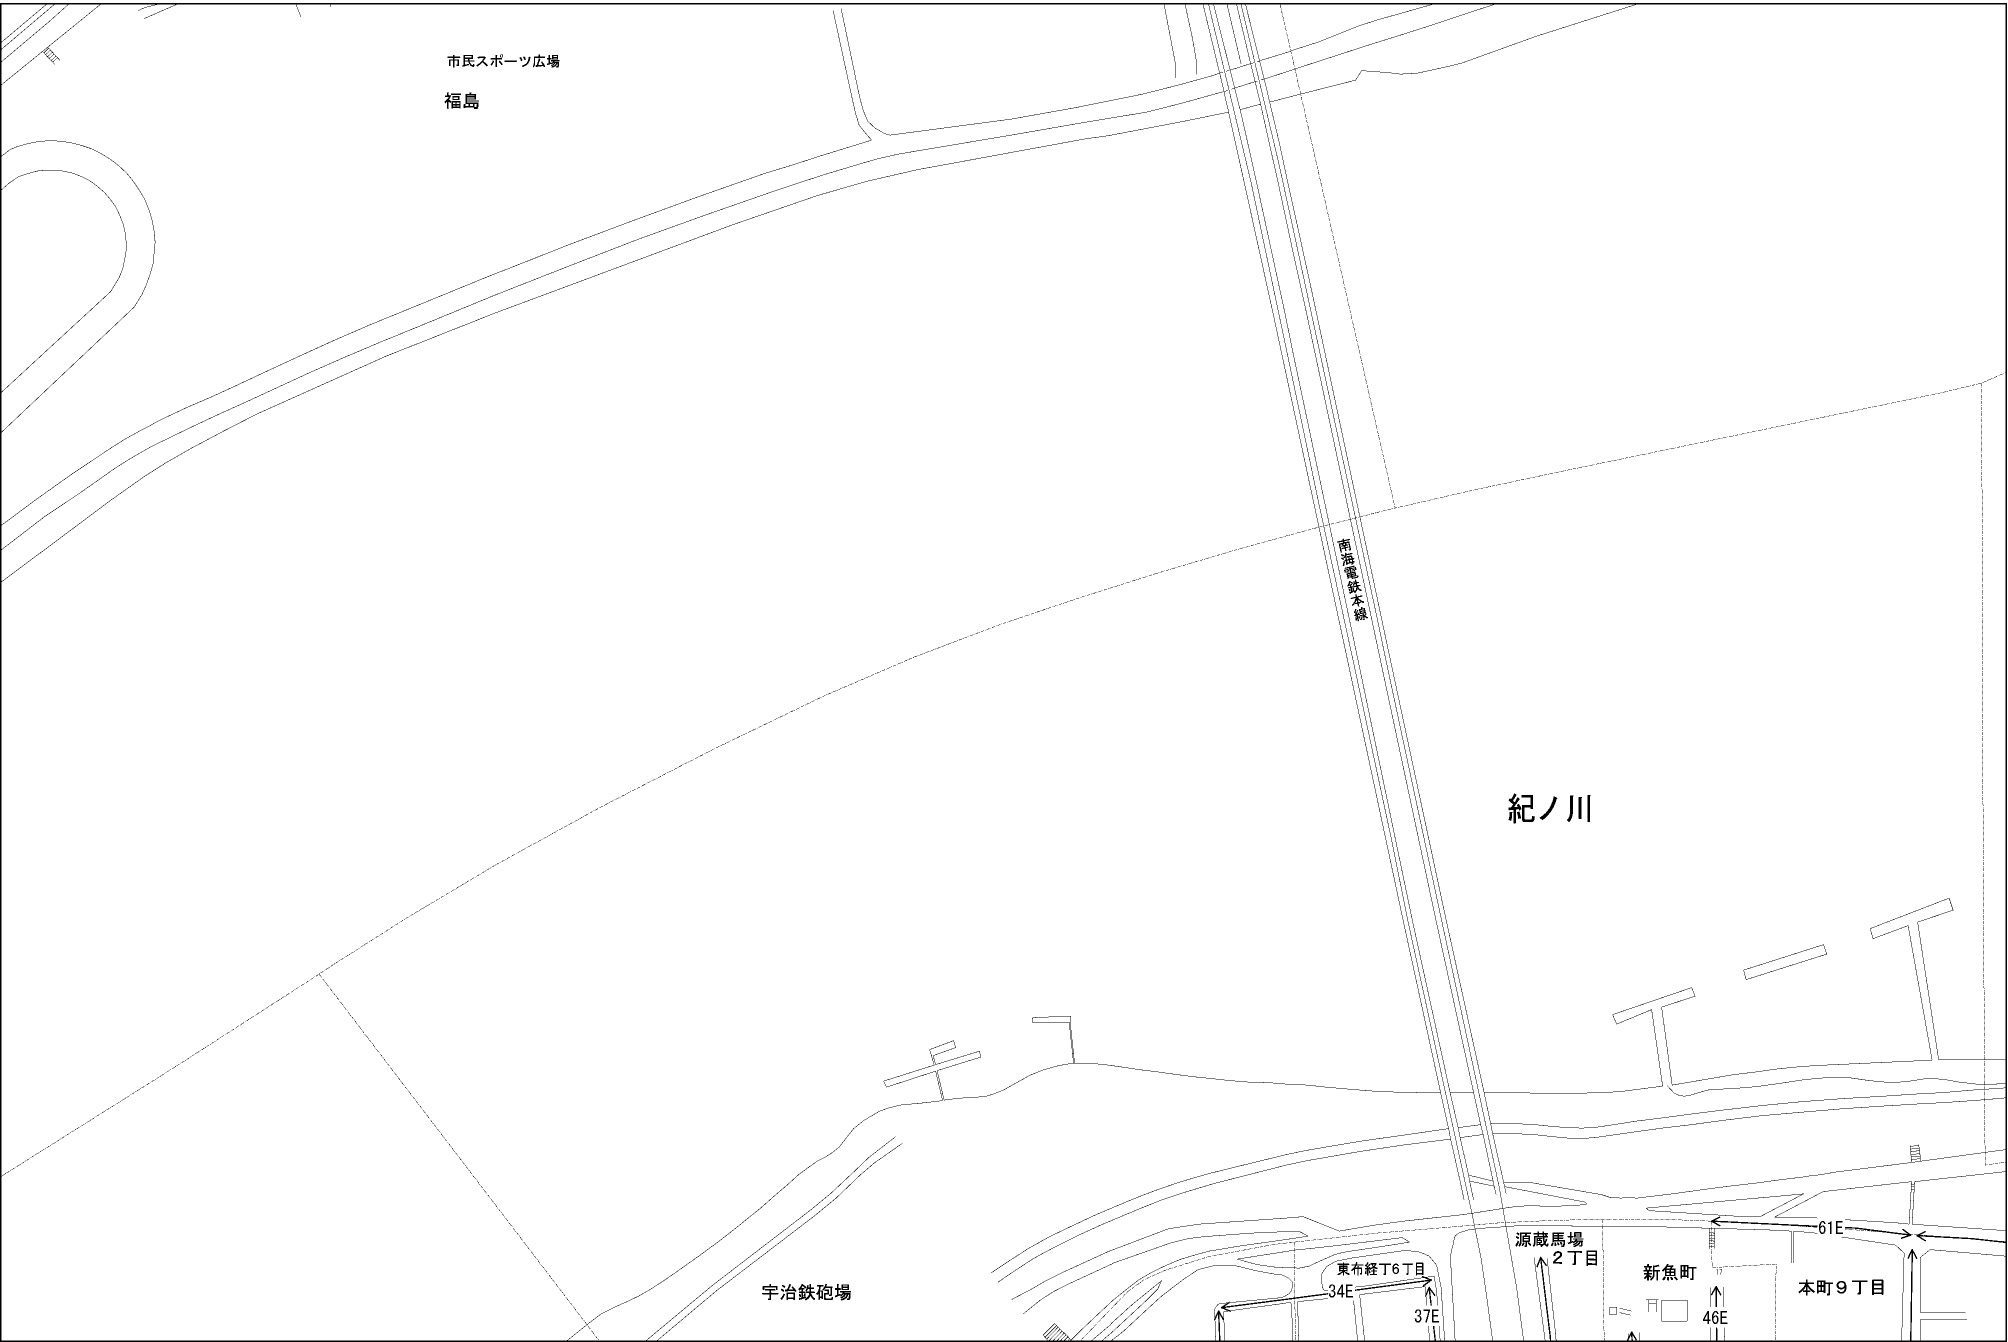 市民スポーツ広場
福島
南海電鉄本線
紀ノ川
61E
源蔵馬場
２丁目
東布経丁6丁目
新魚町
本町９丁目
宇治鉄砲場
34E
37E
46E